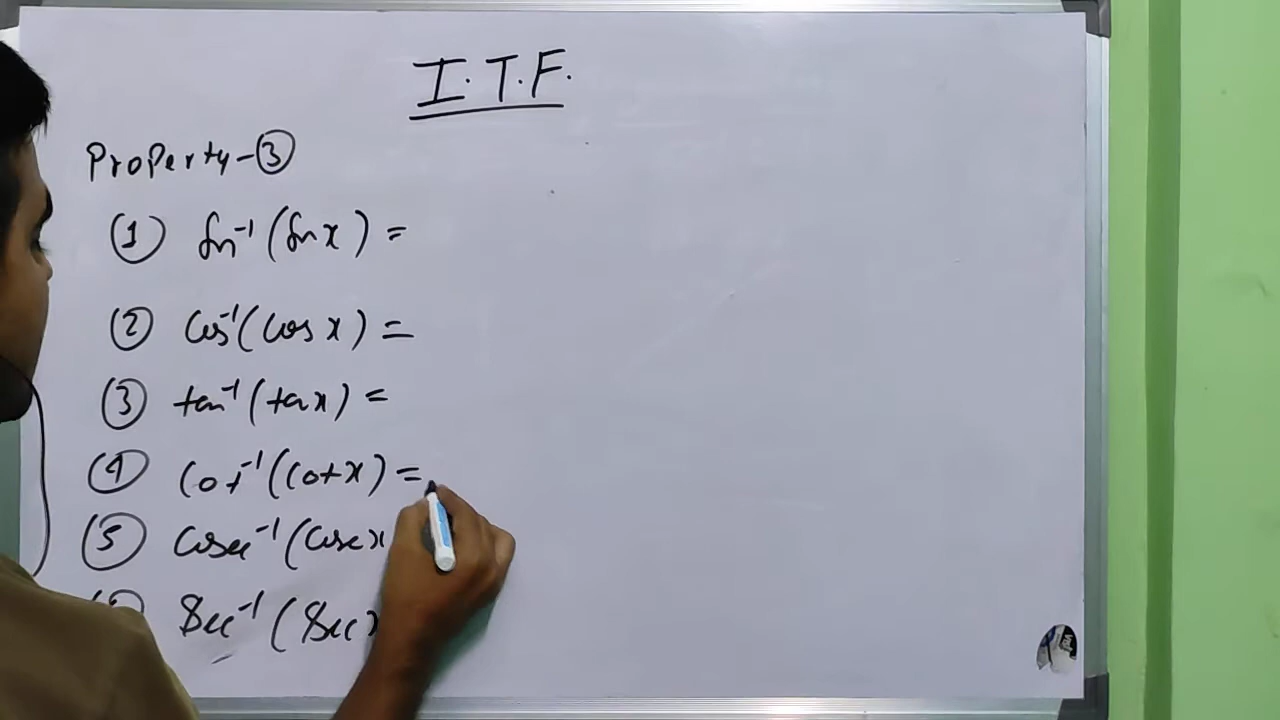 I.T.F.
Property-③
① sin⁻¹(sin x) =
② cos⁻¹(cos x) =
③ tan⁻¹(tan x) =
④ cot⁻¹(cot x) =
⑤ cosec⁻¹(cosec x
sec⁻¹(sec x